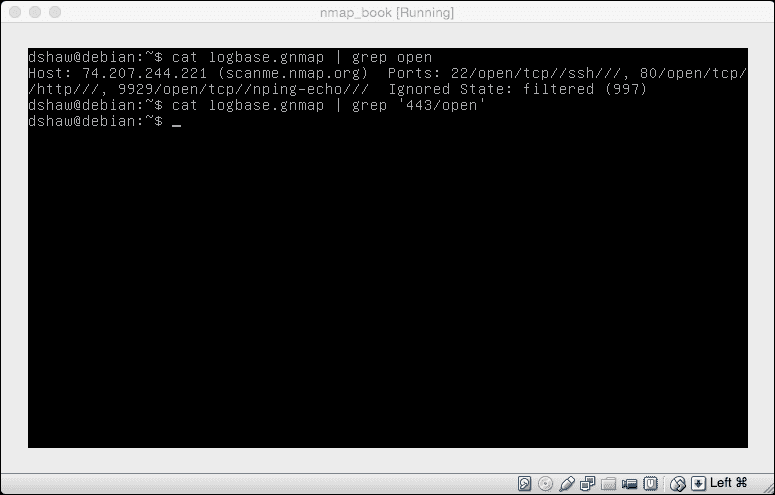 nmap_book [Running]
dshaw@debian:~$ cat logbase.gnmap | grep open
Host: 74.207.244.221 (scanme.nmap.org)  Ports: 22/open/tcp//ssh///, 80/open/tcp/
/http///, 9929/open/tcp//nping-echo///  Ignored State: filtered (997)
dshaw@debian:~$ cat logbase.gnmap | grep '443/open'
dshaw@debian:~$ _
Left ⌘